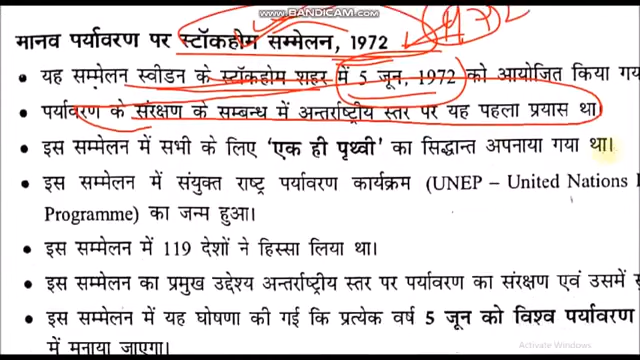 WWW.BANDICAM.COM
मानव पर्यावरण पर स्टॉकहोम सम्मेलन, 1972
यह सम्मेलन स्वीडन के स्टॉकहोम शहर में 5 जून, 1972 को आयोजित किया गय
पर्यावरण के संरक्षण के सम्बन्ध में अन्तर्राष्ट्रीय स्तर पर यह पहला प्रयास था
इस सम्मेलन में सभी के लिए 'एक ही पृथ्वी' का सिद्धान्त अपनाया गया था।
इस सम्मेलन में संयुक्त राष्ट्र पर्यावरण कार्यक्रम (UNEP – United Nations
Programme) का जन्म हुआ।
इस सम्मेलन में 119 देशों ने हिस्सा लिया था।
इस सम्मेलन का प्रमुख उद्देश्य अन्तर्राष्ट्रीय स्तर पर पर्यावरण का संरक्षण एवं उसमें
इस सम्मेलन में यह घोषणा की गई कि प्रत्येक वर्ष 5 जून को विश्व पर्यावरण
में मनाया जाएगा।
Activate Windows